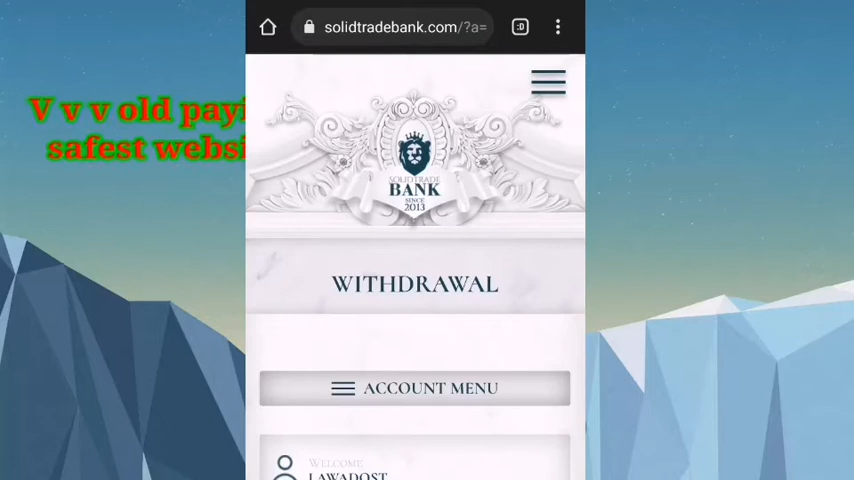 solidtradebank.com/?a=
:D
V v v old payi
safest websi
SOLIDTRADE
BANK
SINCE
2013
WITHDRAWAL
ACCOUNT MENU
WELCOME
LAWADOST